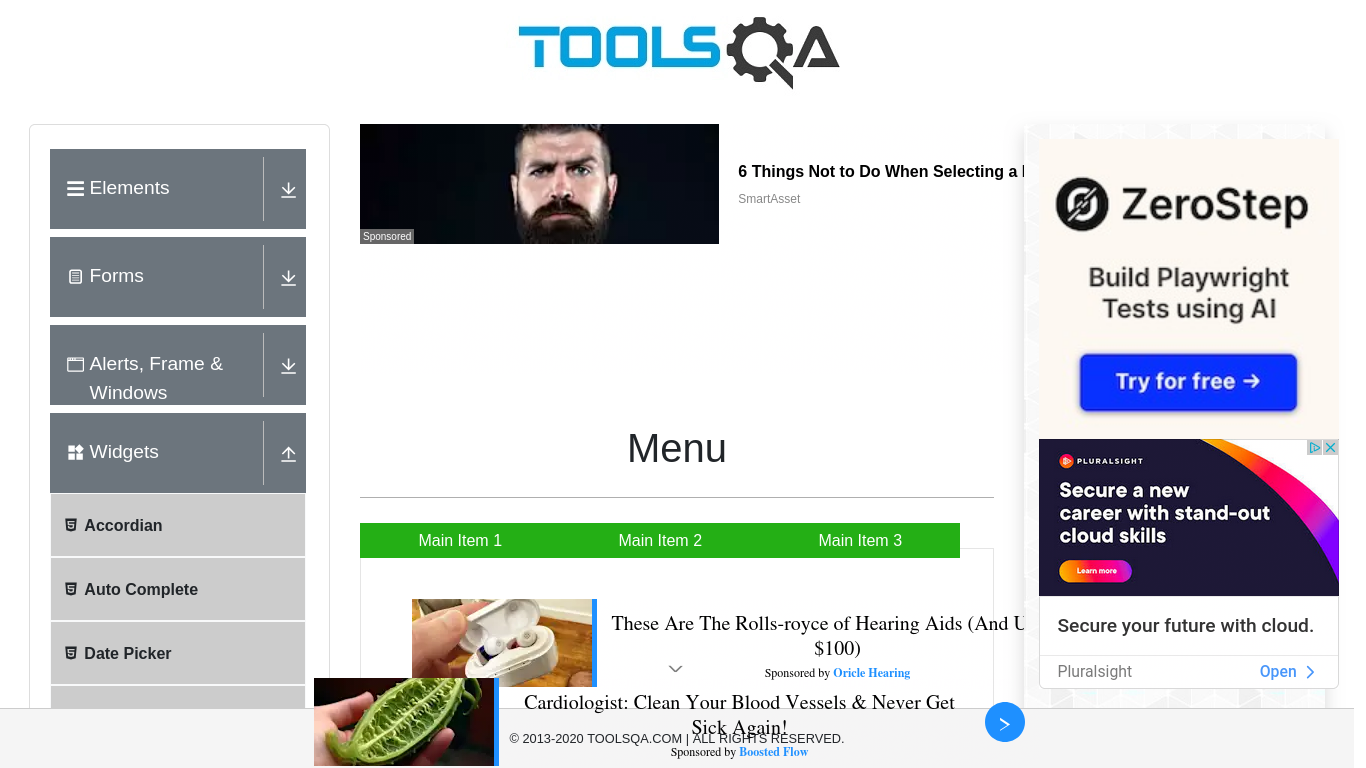 TOOLSQA
Elements
Forms
Alerts, Frame &
Windows
Widgets
Accordian
Auto Complete
Date Picker
Sponsored
6 Things Not to Do When Selecting a
SmartAsset
Menu
Main Item 1
Main Item 2
Main Item 3
These Are The Rolls-royce of Hearing Aids (And U
$100)
Sponsored by Oricle Hearing
Cardiologist: Clean Your Blood Vessels & Never Get
Sick Again!
Sponsored by Boosted Flow
© 2013-2020 TOOLSQA.COM | ALL RIGHTS RESERVED.
ZeroStep
Build Playwright
Tests using AI
Try for free →
PLURALSIGHT
Secure a new
career with stand-out
cloud skills
Learn more
Secure your future with cloud.
Pluralsight
Open